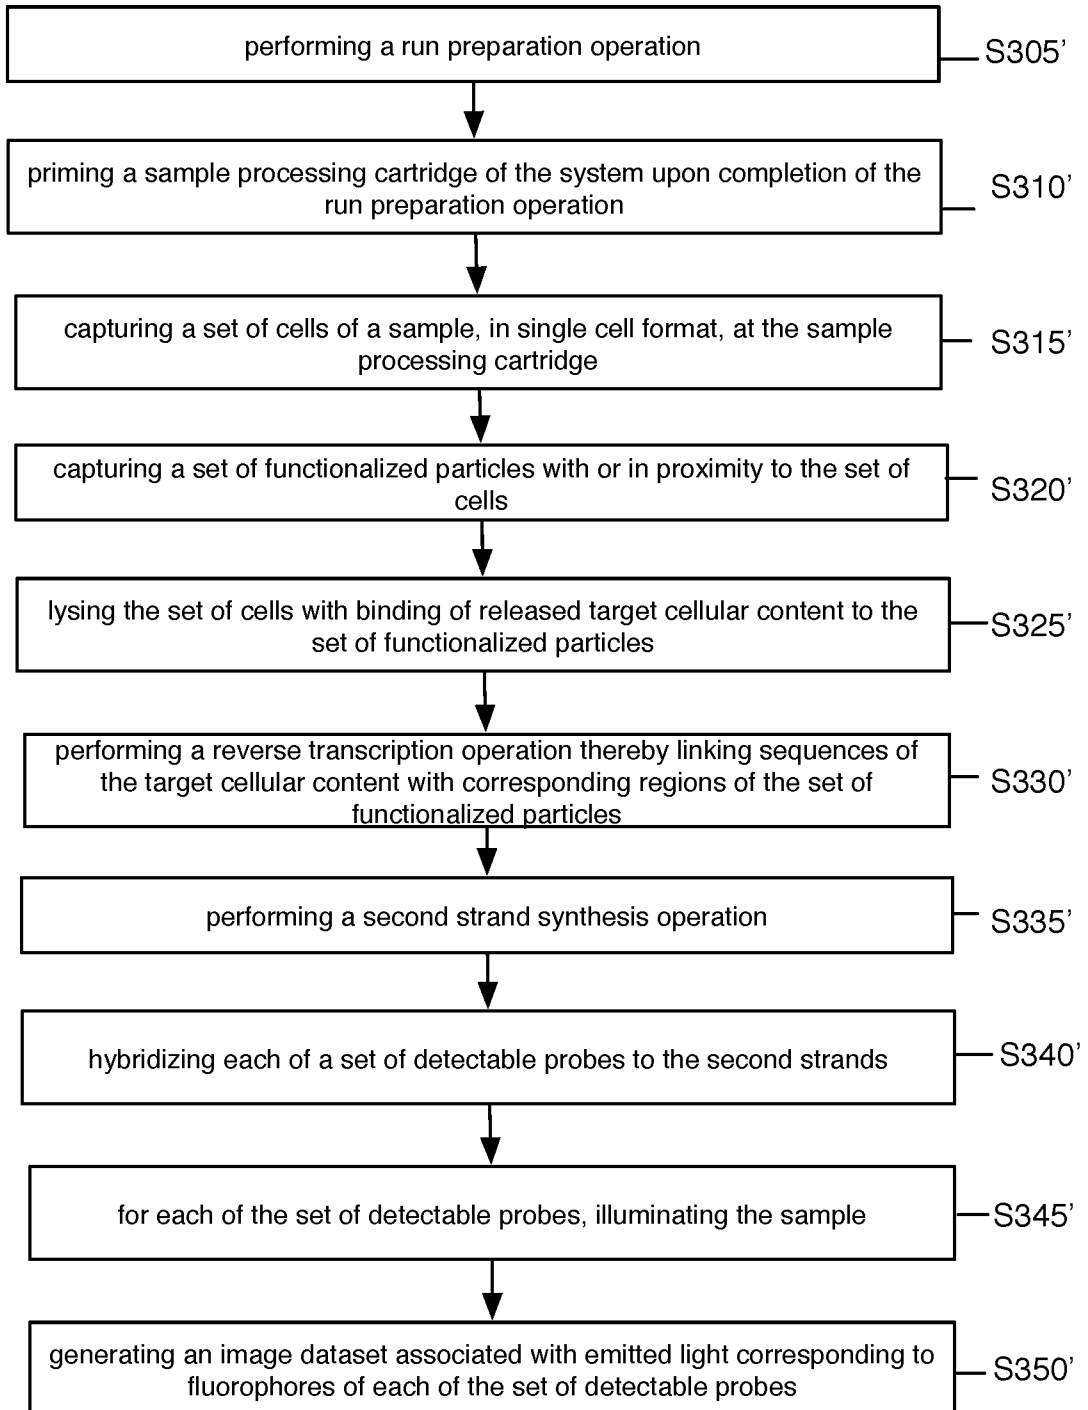 performing a run preparation operation
S305'
priming a sample processing cartridge of the system upon completion of the
run preparation operation
S310'
capturing a set of cells of a sample, in single cell format, at the sample
processing cartridge
S315'
capturing a set of functionalized particles with or in proximity to the set of
cells
S320'
lysing the set of cells with binding of released target cellular content to the
set of functionalized particles
S325'
performing a reverse transcription operation thereby linking sequences of
the target cellular content with corresponding regions of the set of
functionalized particles
S330'
performing a second strand synthesis operation
S335'
hybridizing each of a set of detectable probes to the second strands
S340'
for each of the set of detectable probes, illuminating the sample
S345'
generating an image dataset associated with emitted light corresponding to
fluorophores of each of the set of detectable probes
S350'